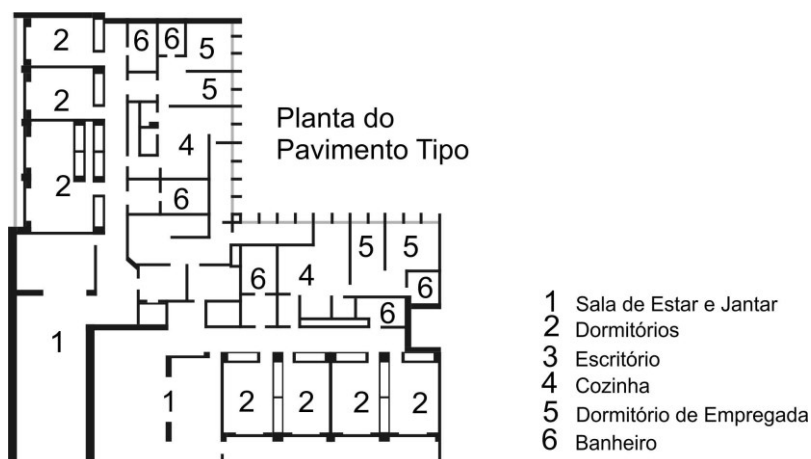 2 6 6 5
2 5
Planta do
Pavimento Tipo
4
2 6
5 5
6 4 6
6
1
1 2 2 2 2
1 Sala de Estar e Jantar
2 Dormitórios
3 Escritório
4 Cozinha
5 Dormitório de Empregada
6 Banheiro